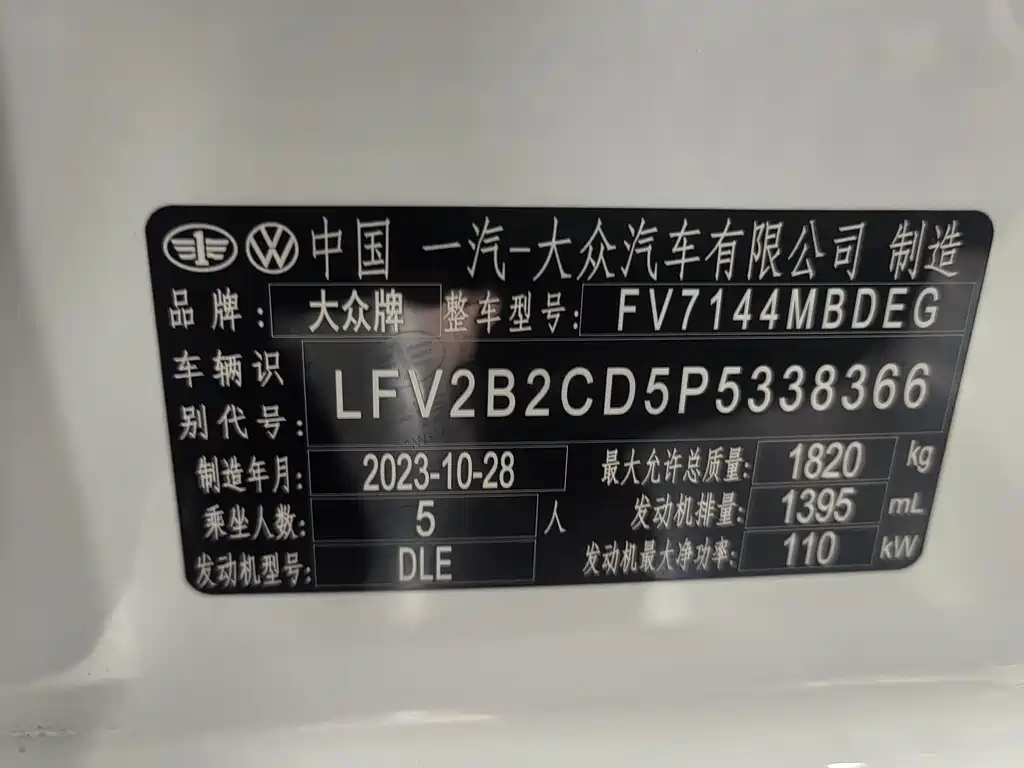 中国 一汽-大众汽车有限公司 制造
品牌: 大众牌 整车型号: FV7144MBDEG
车辆识别代号: LFV2B2CD5P5338366
制造年月: 2023-10-28 最大允许总质量: 1820 kg
乘坐人数: 5 人 发动机排量: 1395 mL
发动机型号: DLE 发动机最大净功率: 110 kW